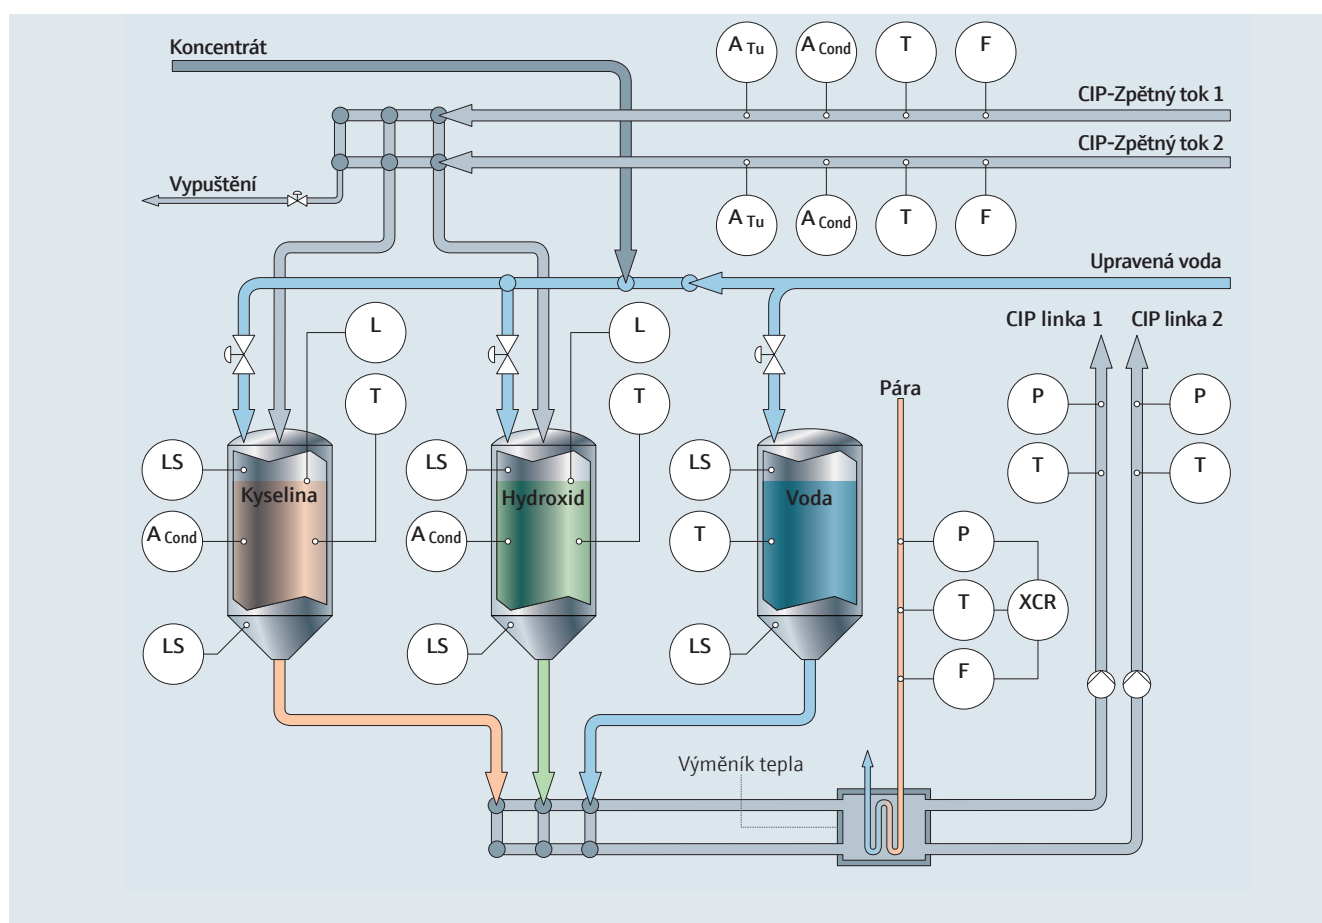 Koncentrát
A Tu
A Cond
T
F
CIP-Zpětný tok 1
CIP-Zpětný tok 2
Vypuštění
A Tu
A Cond
T
F
Upravená voda
CIP linka 1
CIP linka 2
L
L
T
T
Pára
P
P
LS
LS
LS
T
T
Kyselina
Hydroxid
Voda
A Cond
A Cond
T
P
T
XCR
LS
LS
LS
F
Výměník tepla